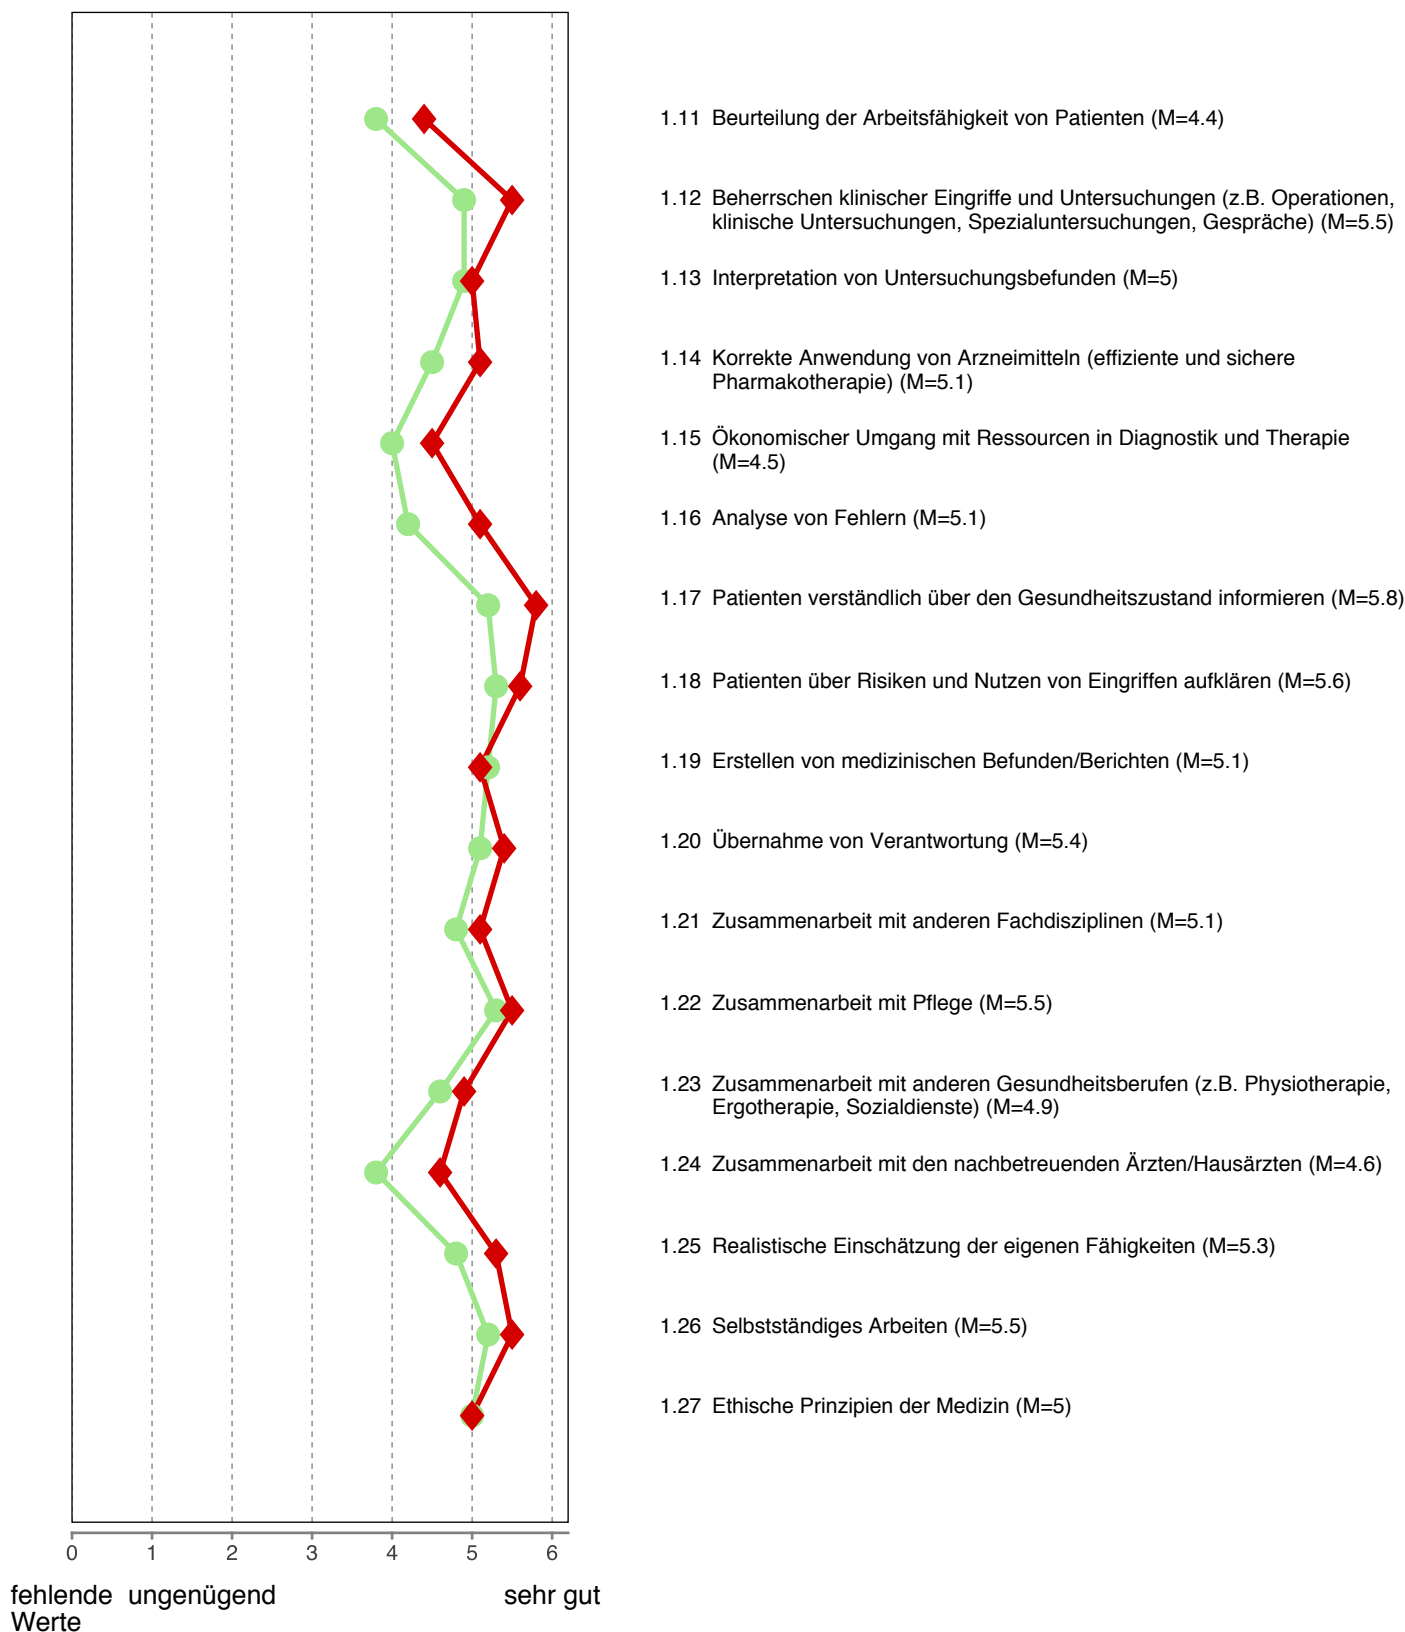 1.11 Beurteilung der Arbeitsfähigkeit von Patienten (M=4.4)
1.12 Beherrschen klinischer Eingriffe und Untersuchungen (z.B. Operationen,
klinische Untersuchungen, Spezialuntersuchungen, Gespräche) (M=5.5)
1.13 Interpretation von Untersuchungsbefunden (M=5)
1.14 Korrekte Anwendung von Arzneimitteln (effiziente und sichere
Pharmakotherapie) (M=5.1)
1.15 Ökonomischer Umgang mit Ressourcen in Diagnostik und Therapie
(M=4.5)
1.16 Analyse von Fehlern (M=5.1)
1.17 Patienten verständlich über den Gesundheitszustand informieren (M=5.8)
1.18 Patienten über Risiken und Nutzen von Eingriffen aufklären (M=5.6)
1.19 Erstellen von medizinischen Befunden/Berichten (M=5.1)
1.20 Übernahme von Verantwortung (M=5.4)
1.21 Zusammenarbeit mit anderen Fachdisziplinen (M=5.1)
1.22 Zusammenarbeit mit Pflege (M=5.5)
1.23 Zusammenarbeit mit anderen Gesundheitsberufen (z.B. Physiotherapie,
Ergotherapie, Sozialdienste) (M=4.9)
1.24 Zusammenarbeit mit den nachbetreuenden Ärzten/Hausärzten (M=4.6)
1.25 Realistische Einschätzung der eigenen Fähigkeiten (M=5.3)
1.26 Selbstständiges Arbeiten (M=5.5)
1.27 Ethische Prinzipien der Medizin (M=5)
0 1 2 3 4 5 6
fehlende ungenügend sehr gut
Werte